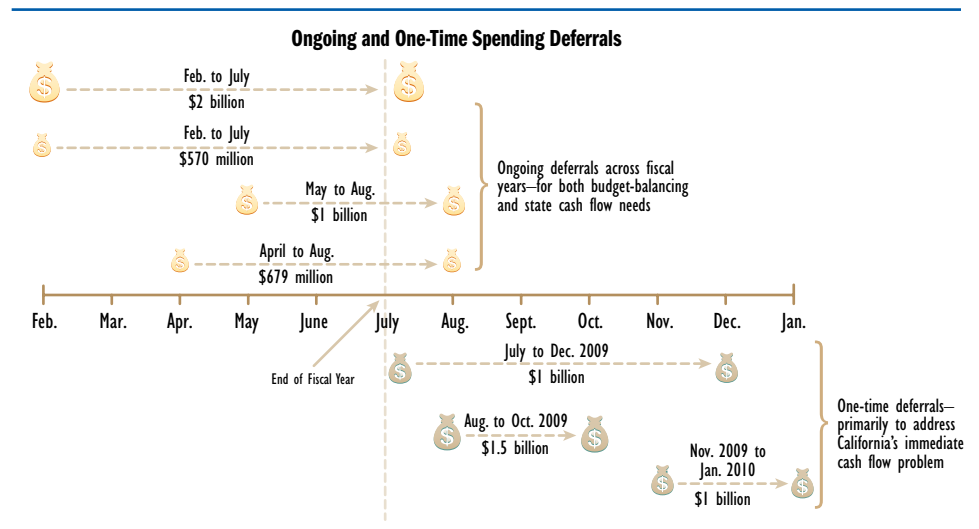 Ongoing and One-Time Spending Deferrals
Feb. to July
$2 billion
Feb. to July
$570 million
May to Aug.
$1 billion
April to Aug.
$679 million
Ongoing deferrals across fiscal
years—for both budget-balancing
and state cash flow needs
Feb. Mar. Apr. May June July Aug. Sept. Oct. Nov. Dec. Jan.
End of Fiscal Year
July to Dec. 2009
$1 billion
Aug. to Oct. 2009
$1.5 billion
Nov. 2009 to
Jan. 2010
$1 billion
One-time deferrals—
primarily to address
California's immediate
cash flow problem